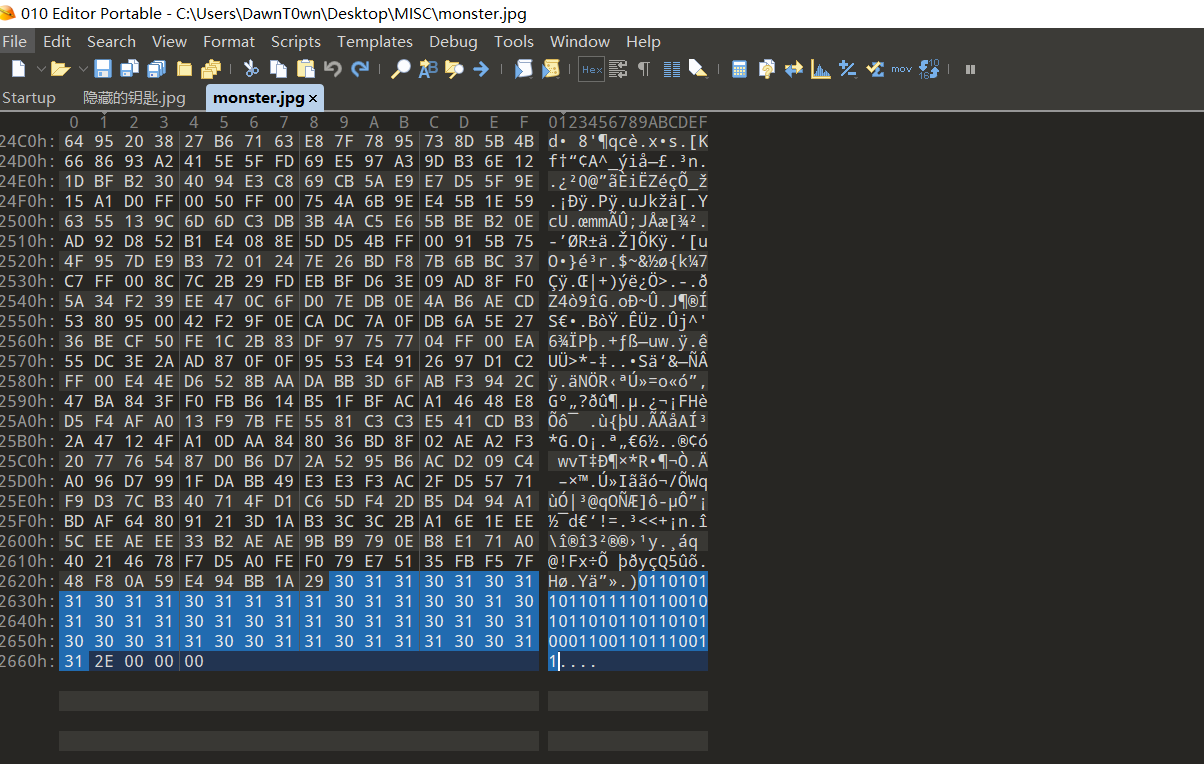 010 Editor Portable - C:\Users\DawnT0wn\Desktop\MISC\monster.jpg
File Edit Search View Format Scripts Templates Debug Tools Window Help
Hex mov
Startup 隐藏的钥匙.jpg monster.jpg ×
0 1 2 3 4 5 6 7 8 9 A B C D E F 0123456789ABCDEF
24C0h: 64 95 20 38 27 B6 71 63 E8 7F 78 95 73 8D 5B 4B d• 8'¶qcè.x•s.[K
24D0h: 66 86 93 A2 41 5E 5F FD 69 E5 97 A3 9D B3 6E 12 f†“¢A^_ýiå—£.³n.
24E0h: 1D BF B2 30 40 94 E3 C8 69 CB 5A E9 E7 D5 5F 9E .¿²0@”ãÈiËZéçÕ_ž
24F0h: 15 A1 D0 FF 00 50 FF 00 75 4A 6B 9E E4 5B 1E 59 .¡Ðÿ.Pÿ.uJkžä[.Y
2500h: 63 55 13 9C 6D 6D C3 DB 3B 4A C5 E6 5B BE B2 0E cU.œmmÃÛ;JÅæ[¾².
2510h: AD 92 D8 52 B1 E4 08 8E 5D D5 4B FF 00 91 5B 75 -’ØR±ä.Ž]ÕKÿ.‘[u
2520h: 4F 95 7D E9 B3 72 01 24 7E 26 BD F8 7B 6B BC 37 O•}é³r.$~&½ø{k¼7
2530h: C7 FF 00 8C 7C 2B 29 FD EB BF D6 3E 09 AD 8F F0 Çÿ.Œ|+)ýë¿Ö>.-.ð
2540h: 5A 34 F2 39 EE 47 0C 6F D0 7E DB 0E 4A B6 AE CD Z4ò9îG.oÐ~Û.J¶®Í
2550h: 53 80 95 00 42 F2 9F 0E CA DC 7A 0F DB 6A 5E 27 S€•.BòŸ.ÊÜz.Ûj^'
2560h: 36 BE CF 50 FE 1C 2B 83 DF 97 75 77 04 FF 00 EA 6¾ÏPþ.+ƒß—uw.ÿ.ê
2570h: 55 DC 3E 2A AD 87 0F 0F 95 53 E4 91 26 97 D1 C2 UÜ>*-‡..•Sä‘&—ÑÂ
2580h: FF 00 E4 4E D6 52 8B AA DA BB 3D 6F AB F3 94 2C ÿ.äNÖR‹ªÚ»=o«ó”,
2590h: 47 BA 84 3F F0 FB B6 14 B5 1F BF AC A1 46 48 E8 Gº„?ðû¶.µ.¿¬¡FHè
25A0h: D5 F4 AF A0 13 F9 7B FE 55 81 C3 C3 E5 41 CD B3 Õô¯ .ù{þU.ÃÃåAÍ³
25B0h: 2A 47 12 4F A1 0D AA 84 80 36 BD 8F 02 AE A2 F3 *G.O¡.ª„€6½..®¢ó
25C0h: 20 77 76 54 87 D0 B6 D7 2A 52 95 B6 AC D2 09 C4 wvT‡Ð¶×*R•¶¬Ò.Ä
25D0h: A0 96 D7 99 1F DA BB 49 E3 E3 F3 AC 2F D5 57 71 –×™.Ú»Iããó¬/ÕWq
25E0h: F9 D3 7C B3 40 71 4F D1 C6 5D F4 2D B5 D4 94 A1 ùÓ|³@qOÑÆ]ô-µÔ”¡
25F0h: BD AF 64 80 91 21 3D 1A B3 3C 3C 2B A1 6E 1E EE ½¯d€‘!=.³<<+¡n.î
2600h: 5C EE AE EE 33 B2 AE AE 9B B9 79 0E B8 E1 71 A0 \î®î3²®®›¹y.¸áq
2610h: 40 21 46 78 F7 D5 A0 FE F0 79 E7 51 35 FB F5 7F @!Fx÷Õ þðyçQ5ûõ.
2620h: 48 F8 0A 59 E4 94 BB 1A 29 30 31 31 30 31 30 31 Hø.Yä”».)0110101
2630h: 31 30 31 31 30 31 31 31 31 30 31 31 30 30 31 30 1011011110110010
2640h: 31 30 31 31 30 31 30 31 31 30 31 31 30 31 30 31 1011010110110101
2650h: 30 30 30 31 31 30 30 31 31 30 31 31 31 30 30 31 0001100110111001
2660h: 31 2E 00 00 00 1....